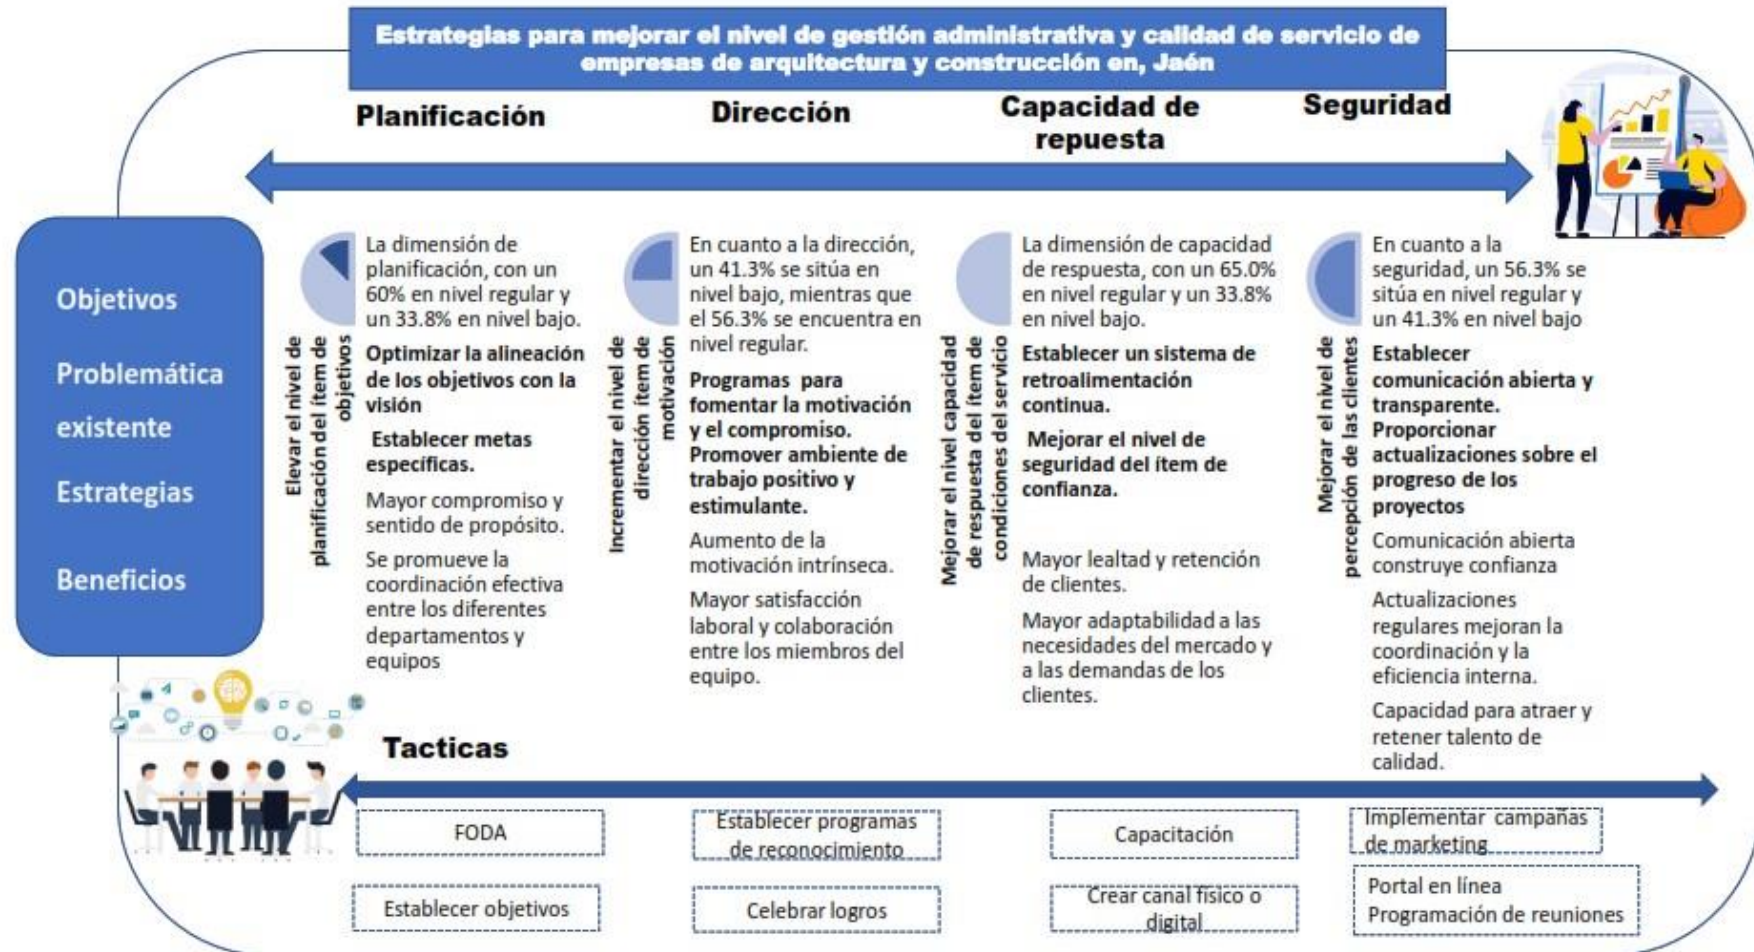 Estrategias para mejorar el nivel de gestión administrativa y calidad de servicio de
empresas de arquitectura y construcción en, Jaén
Planificación
Dirección
Capacidad de
repuesta
Seguridad
Objetivos
Problemática
existente
Estrategias
Beneficios
Elevar el nivel de
planificación del ítem de
objetivos
La dimensión de
planificación, con un
60% en nivel regular y
un 33.8% en nivel bajo.
Optimizar la alineación
de los objetivos con la
visión
Establecer metas
específicas.
Mayor compromiso y
sentido de propósito.
Se promueve la
coordinación efectiva
entre los diferentes
departamentos y
equipos
Incrementar el nivel de
dirección ítem de
motivación
En cuanto a la dirección,
un 41.3% se sitúa en
nivel bajo, mientras que
el 56.3% se encuentra en
nivel regular.
Programas para
fomentar la motivación
y el compromiso.
Promover ambiente de
trabajo positivo y
estimulante.
Aumento de la
motivación intrínseca.
Mayor satisfacción
laboral y colaboración
entre los miembros del
equipo.
Mejorar el nivel capacidad
de respuesta del ítem de
condiciones del servicio
La dimensión de capacidad
de respuesta, con un 65.0%
en nivel regular y un 33.8%
en nivel bajo.
Establecer un sistema de
retroalimentación
continua.
Mejorar el nivel de
seguridad del ítem de
confianza.
Mayor lealtad y retención
de clientes.
Mayor adaptabilidad a las
necesidades del mercado y
a las demandas de los
clientes.
Mejorar el nivel de
percepción de las clientes
En cuanto a la
seguridad, un 56.3% se
sitúa en nivel regular y
un 41.3% en nivel bajo
Establecer
comunicación abierta y
transparente.
Proporcionar
actualizaciones sobre el
progreso de los
proyectos
Comunicación abierta
construye confianza
Actualizaciones
regulares mejoran la
coordinación y la
eficiencia interna.
Capacidad para atraer y
retener talento de
calidad.
Tacticas
FODA
Establecer programas
de reconocimiento
Capacitación
Implementar campañas
de marketing
Establecer objetivos
Celebrar logros
Crear canal físico o
digital
Portal en línea
Programación de reuniones